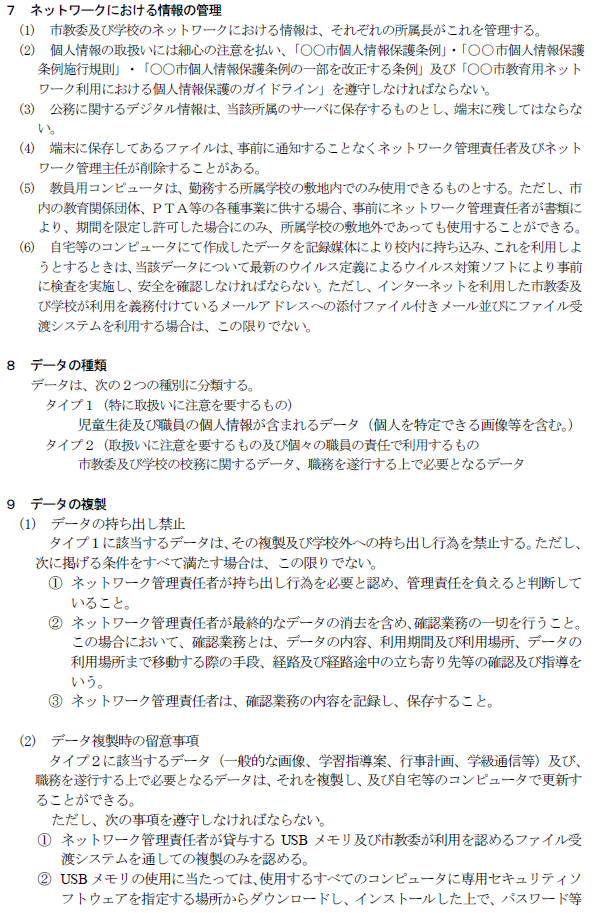 ７　ネットワークにおける情報の管理
(1)　市教委及び学校のネットワークにおける情報は、それぞれの所属長がこれを管理する。
(2)　個人情報の取扱いには細心の注意を払い、「〇〇市個人情報保護条例」・「〇〇市個人情報保護
条例施行規則」・「〇〇市個人情報保護条例の一部を改正する条例」及び「〇〇市教育用ネット
ワーク利用における個人情報保護のガイドライン」を遵守しなければならない。
(3)　公務に関するデジタル情報は、当該所属のサーバに保存するものとし、端末に残してはならな
い。
(4)　端末に保存してあるファイルは、事前に通知することなくネットワーク管理責任者及びネット
ワーク管理主任が削除することがある。
(5)　教員用コンピュータは、勤務する所属学校の敷地内でのみ使用できるものとする。ただし、市
内の教育関係団体、ＰＴＡ等の各種事業に供する場合、事前にネットワーク管理責任者が書類に
より、期間を限定し許可した場合にのみ、所属学校の敷地外であっても使用することができる。
(6)　自宅等のコンピュータにて作成したデータを記録媒体により校内に持ち込み、これを利用しよ
うとするときは、当該データについて最新のウイルス定義によるウイルス対策ソフトにより事前
に検査を実施し、安全を確認しなければならない。ただし、インターネットを利用した市教委及
び学校が利用を義務付けているメールアドレスへの添付ファイル付きメール並びにファイル受
渡システムを利用する場合は、この限りでない。
８　データの種類
データは、次の２つの種別に分類する。
タイプ１（特に取扱いに注意を要するもの）
児童生徒及び職員の個人情報が含まれるデータ（個人を特定できる画像等を含む。）
タイプ２（取扱いに注意を要するもの及び個々の職員の責任で利用するもの
市教委及び学校の校務に関するデータ、職務を遂行する上で必要となるデータ
９　データの複製
(1)　データの持ち出し禁止
タイプ１に該当するデータは、その複製及び学校外への持ち出し行為を禁止する。ただし、
次に掲げる条件をすべて満たす場合は、この限りでない。
①　ネットワーク管理責任者が持ち出し行為を必要と認め、管理責任を負えると判断して
いること。
②　ネットワーク管理責任者が最終的なデータの消去を含め、確認業務の一切を行うこと。
この場合において、確認業務とは、データの内容、利用期間及び利用場所、データの
利用場所まで移動する際の手段、経路及び経路途中の立ち寄り先等の確認及び指導を
いう。
③　ネットワーク管理責任者は、確認業務の内容を記録し、保存すること。
(2)　データ複製時の留意事項
タイプ２に該当するデータ（一般的な画像、学習指導案、行事計画、学級通信等）及び、
職務を遂行する上で必要となるデータは、それを複製し、及び自宅等のコンピュータで更新す
ることができる。
ただし、次の事項を遵守しなければならない。
①　ネットワーク管理責任者が貸与する USB メモリ及び市教委が利用を認めるファイル受
渡システムを通しての複製のみを認める。
②　USB メモリの使用に当たっては、使用するすべてのコンピュータに専用セキュリティソ
フトウェアを指定する場所からダウンロードし、インストールした上で、パスワード等